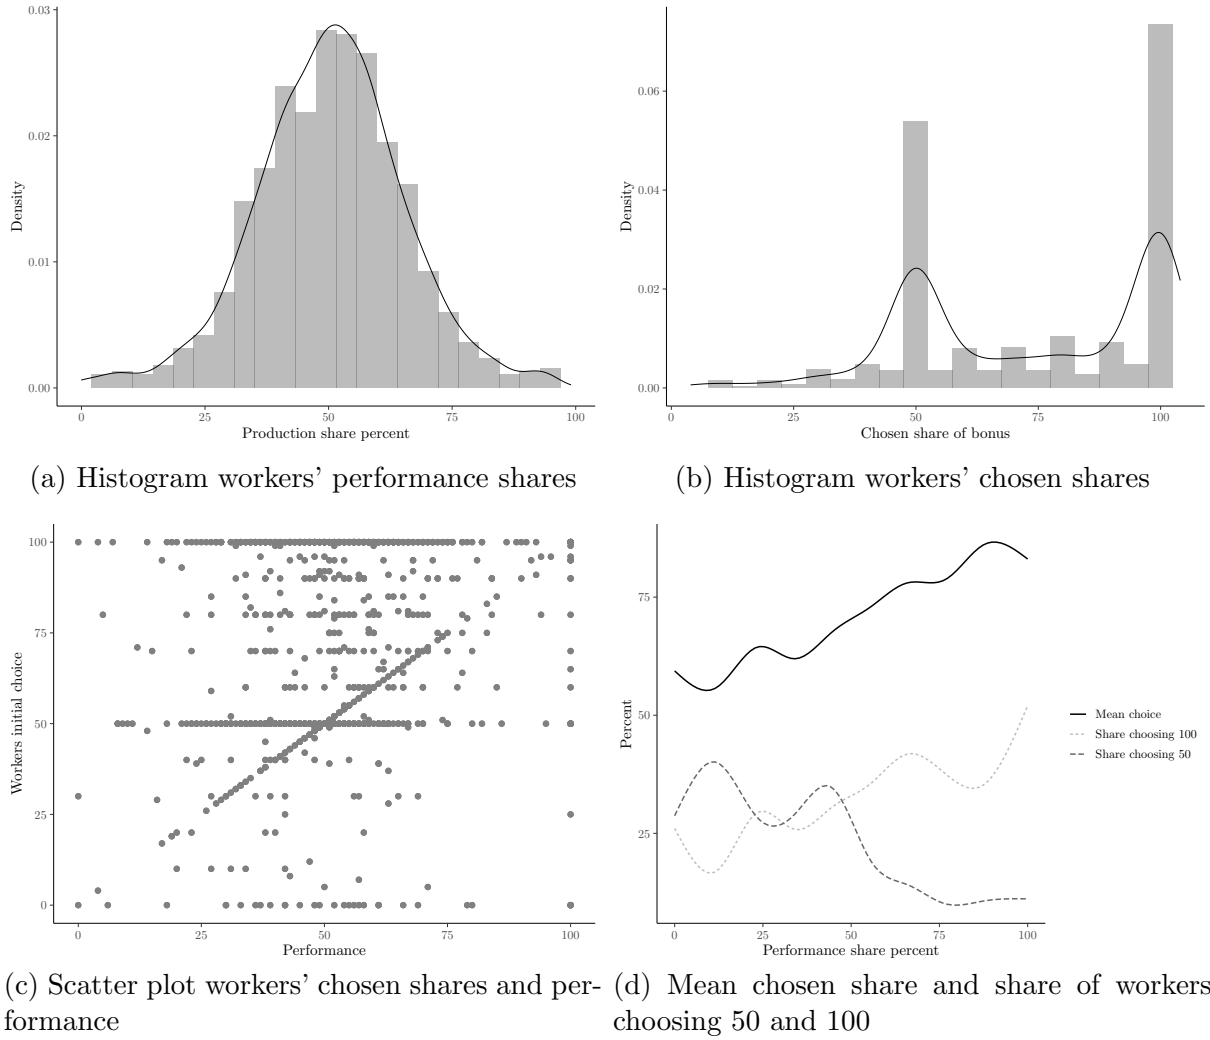 0.03
0.02
0.01
0.00
Density
0 25 50 75 100
Production share percent
(a) Histogram workers' performance shares
0.06
0.04
0.02
0.00
Density
0 25 50 75 100
Chosen share of bonus
(b) Histogram workers' chosen shares
100
75
50
25
0
Workers initial choice
0 25 50 75 100
Performance
(c) Scatter plot workers' chosen shares and per-
formance
75
50
25
Percent
0 25 50 75 100
Performance share percent
Mean choice
Share choosing 100
Share choosing 50
(d) Mean chosen share and share of workers
choosing 50 and 100